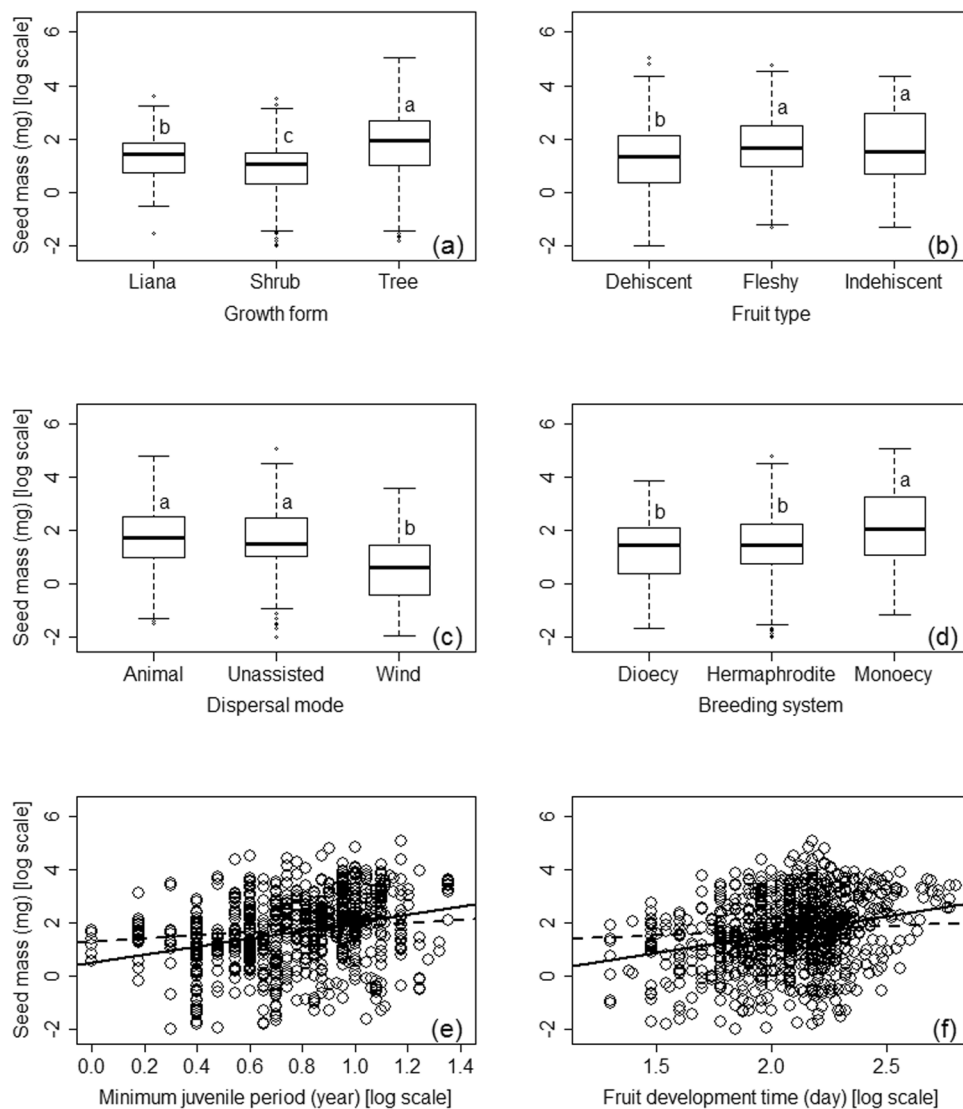 Seed mass (mg) [log scale]
6
4
2
0
-2
b
c
a
(a)
Liana Shrub Tree
Growth form
6
4
2
0
-2
b
a
a
(b)
Dehiscent Fleshy Indehiscent
Fruit type
Seed mass (mg) [log scale]
6
4
2
0
-2
a
a
b
(c)
Animal Unassisted Wind
Dispersal mode
6
4
2
0
-2
b
b
a
(d)
Dioecy Hermaphrodite Monoecy
Breeding system
Seed mass (mg) [log scale]
6
4
2
0
-2
(e)
0.0 0.2 0.4 0.6 0.8 1.0 1.2 1.4
Minimum juvenile period (year) [log scale]
6
4
2
0
-2
(f)
1.5 2.0 2.5
Fruit development time (day) [log scale]